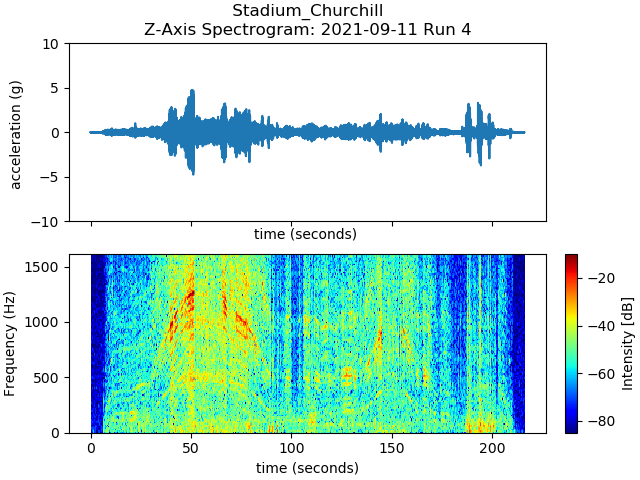 Stadium_Churchill
Z-Axis Spectrogram: 2021-09-11 Run 4
10
5
0
−5
−10
acceleration (g)
time (seconds)
1500
1000
500
0
Frequency (Hz)
0 50 100 150 200
time (seconds)
−20
−40
−60
−80
Intensity [dB]